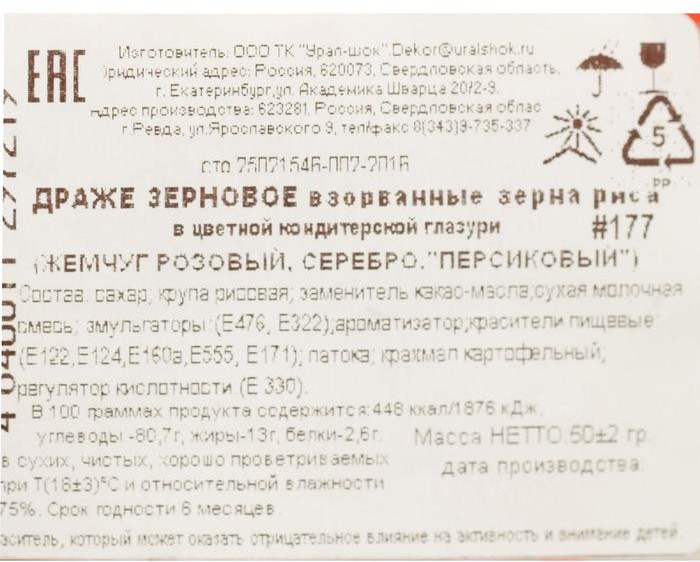 EAC
Изготовитель: ООО ТК "Урал-шок".Dekor@uralshok.ru
юридический адрес: Россия, 620073, Свердловская область,
г. Екатеринбург,ул. Академика Шварца 20/2-9.
Адрес производства: 623281, Россия, Свердловская облас
г.Ревда, ул.Ярославского 9, тел/факс 8(343)9-735-337
5
PP
сто 75021546-002-2016
ДРАЖЕ ЗЕРНОВОЕ взорванные зерна риса
в цветной кондитерской глазури #177
(ЖЕМЧУГ РОЗОВЫЙ, СЕРЕБРО,"ПЕРСИКОВЫЙ")
Состав: сахар; крупа рисовая; заменитель какао-масла;сухая молочная
смесь; эмульгаторы:(Е476, Е322);ароматизатор;красители пищевые:
(Е122,Е124,Е160а,Е555, Е171); патока; крахмал картофельный;
регулятор кислотности (Е 330).
В 100 граммах продукта содержится:448 ккал/1876 кДж,
углеводы -80,7г, жиры-13г, белки-2,6г.
Масса НЕТТО:50±2 гр.
в сухих, чистых, хорошо проветриваемых
дата производства:
при Т(18±3)°С и относительной влажности
75%. Срок годности 6 месяцев.
аситель, который может оказать отрицательное влияние на активность и внимание детей.